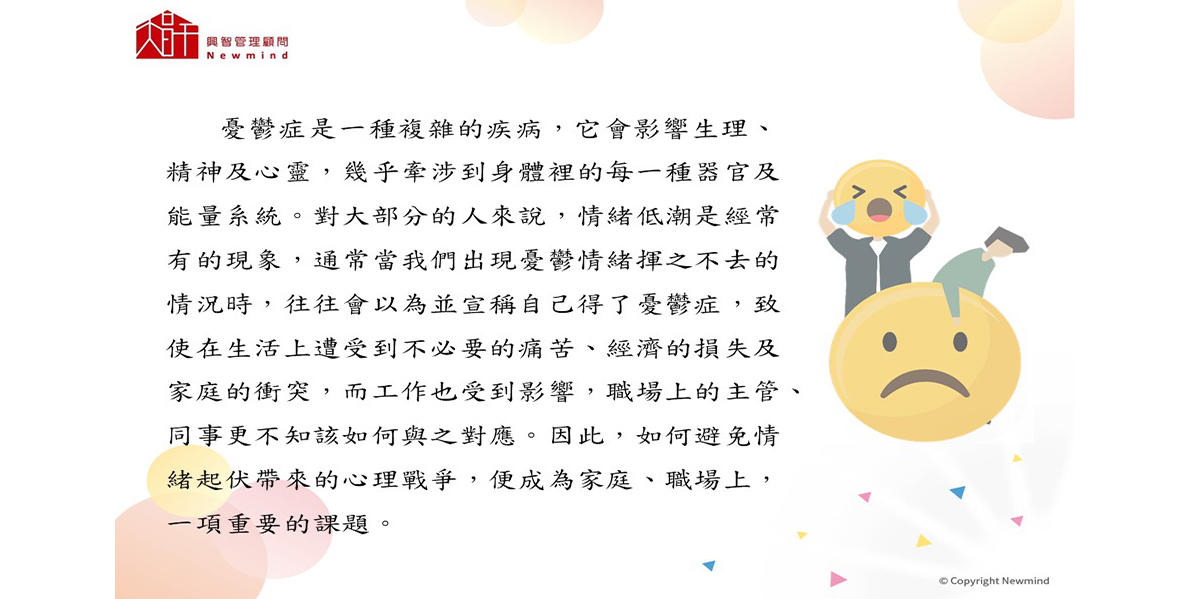 興智管理顧問
Newmind
憂鬱症是一種複雜的疾病，它會影響生理、
精神及心靈，幾乎牽涉到身體裡的每一種器官及
能量系統。對大部分的人來說，情緒低潮是經常
有的現象，通常當我們出現憂鬱情緒揮之不去的
情況時，往往會以為並宣稱自己得了憂鬱症，致
使在生活上遭受到不必要的痛苦、經濟的損失及
家庭的衝突，而工作也受到影響，職場上的主管、
同事更不知該如何與之對應。因此，如何避免情
緒起伏帶來的心理戰爭，便成為家庭、職場上，
一項重要的課題。
© Copyright Newmind